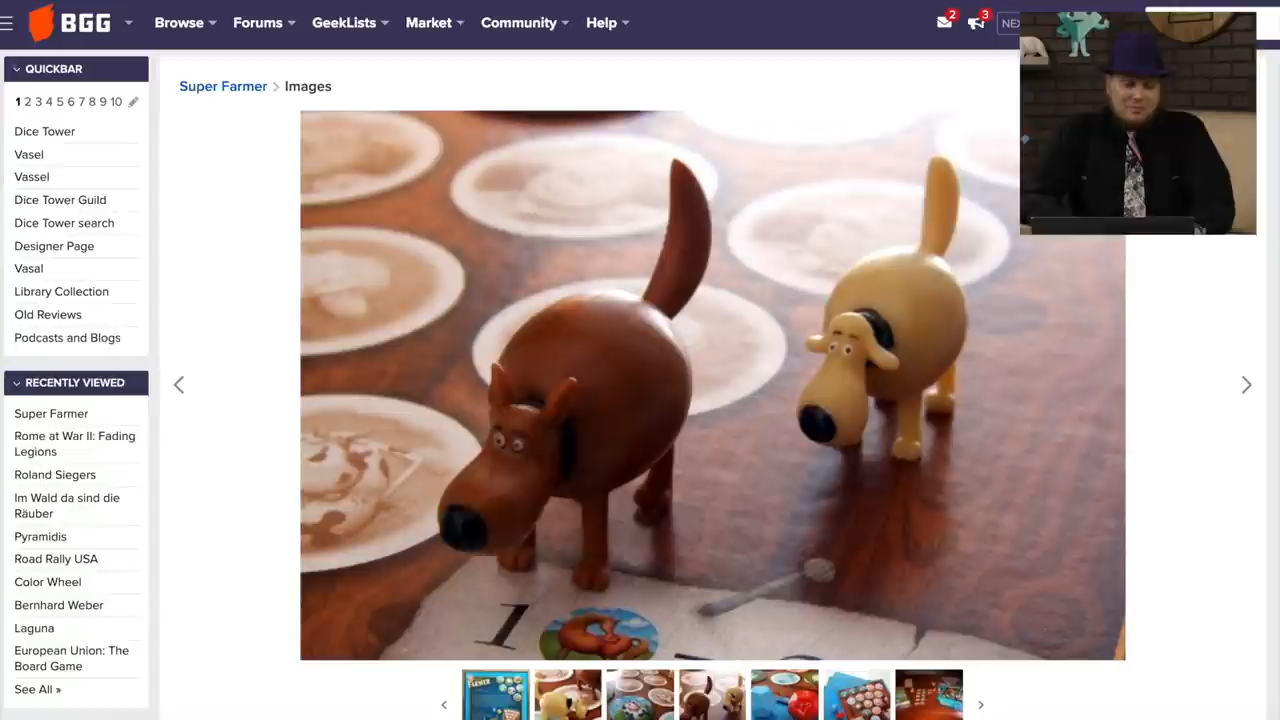 BGG
Browse Forums GeekLists Market Community Help
2 3
NEX
QUICKBAR
1 2 3 4 5 6 7 8 9 10
Dice Tower
Vasel
Vassel
Dice Tower Guild
Dice Tower search
Designer Page
Vasal
Library Collection
Old Reviews
Podcasts and Blogs
RECENTLY VIEWED
Super Farmer
Rome at War II: Fading
Legions
Roland Siegers
Im Wald da sind die
Räuber
Pyramidis
Road Rally USA
Color Wheel
Bernhard Weber
Laguna
European Union: The
Board Game
See All »
Super Farmer > Images
1
FARMER